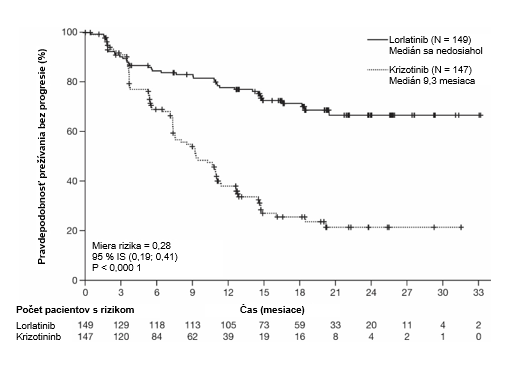 Pravdepodobnosť prežívania bez progresie (%)
100
80
60
40
20
0
Lorlatinib (N = 149)
Medián sa nedosiahol
Krizotinib (N = 147)
Medián 9,3 mesiaca
Miera rizika = 0,28
95 % IS (0,19; 0,41)
P < 0,000 1
0 3 6 9 12 15 18 21 24 27 30 33
Počet pacientov s rizikom Čas (mesiace)
Lorlatinib 149 129 118 113 105 73 59 33 20 11 4 2
Krizotininb 147 120 84 62 39 19 16 8 4 2 1 0